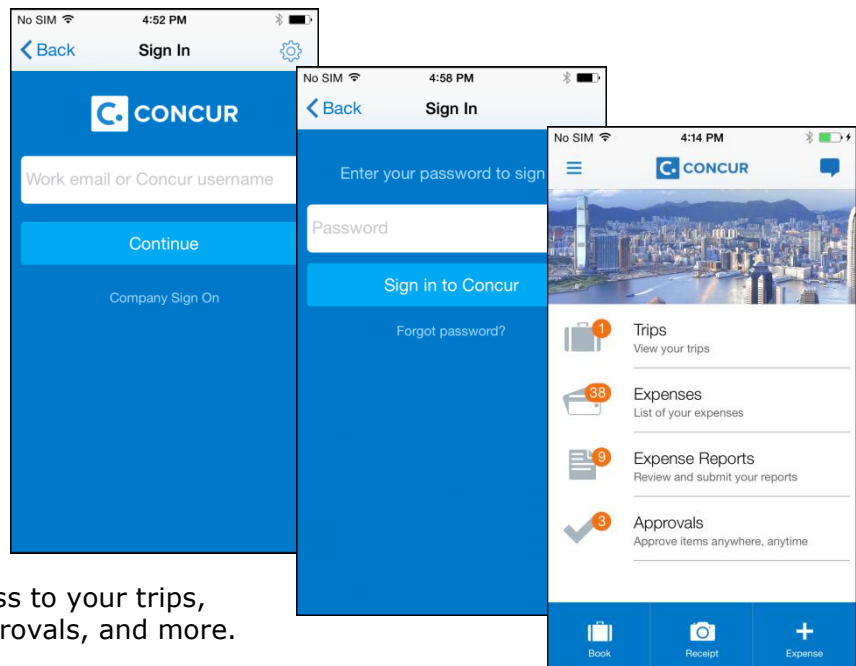 No SIM 4:52 PM
Back Sign In
C. CONCUR
Work email or Concur username
Continue
Company Sign On
No SIM 4:58 PM
Back Sign In
Enter your password to sign
Password
Sign in to Concur
Forgot password?
No SIM 4:14 PM
C. CONCUR
1
Trips
View your trips
38
Expenses
List of your expenses
9
Expense Reports
Review and submit your reports
3
Approvals
Approve items anywhere, anytime
Book Receipt Expense
ss to your trips,
rovals, and more.